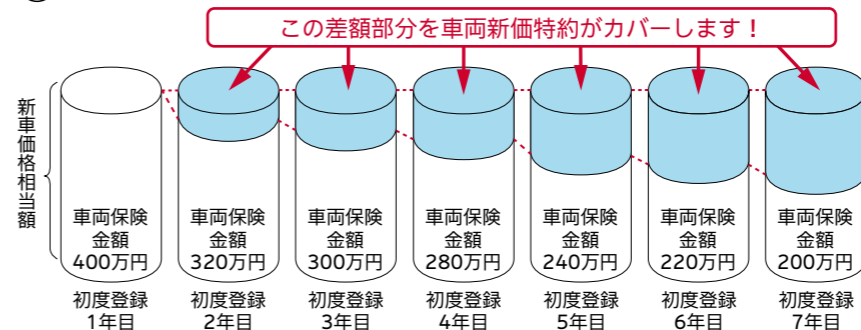 この差額部分を車両新価特約がカバーします！
新車価格相当額
車両保険
金額
400万円
初度登録
1年目
車両保険
金額
320万円
初度登録
2年目
車両保険
金額
300万円
初度登録
3年目
車両保険
金額
280万円
初度登録
4年目
車両保険
金額
240万円
初度登録
5年目
車両保険
金額
220万円
初度登録
6年目
車両保険
金額
200万円
初度登録
7年目